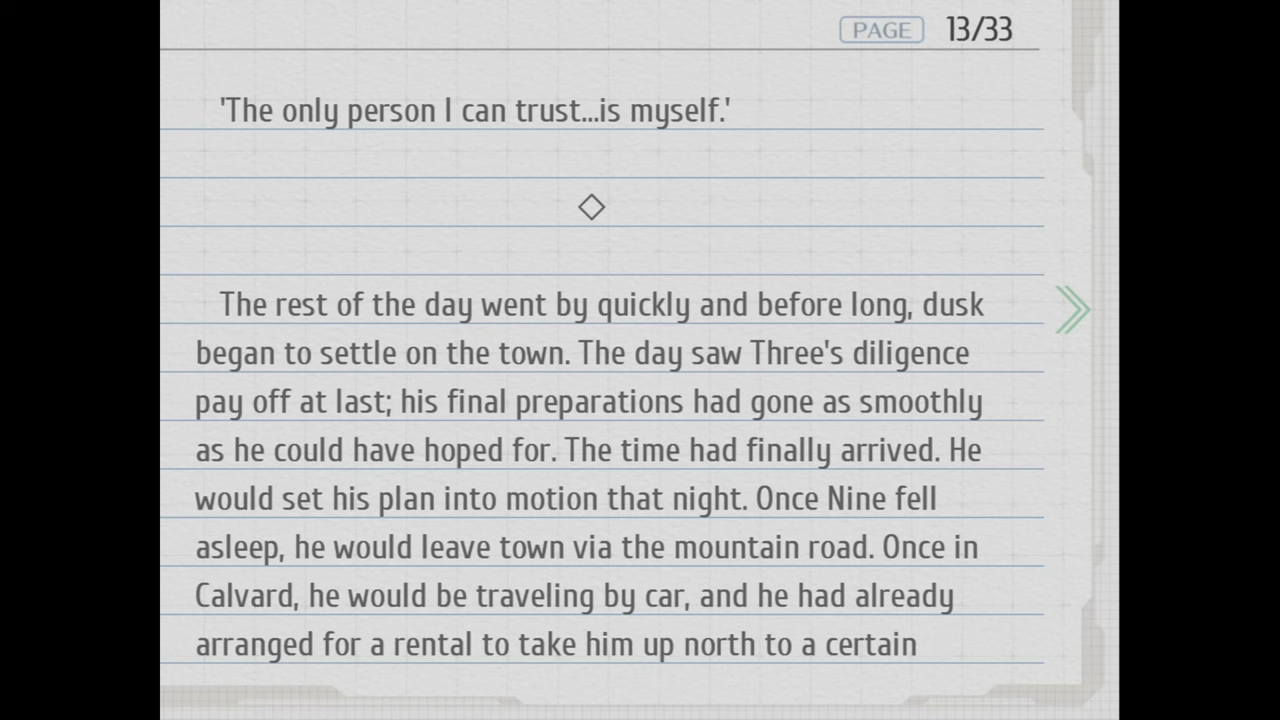 PAGE 13/33
'The only person I can trust...is myself.'
The rest of the day went by quickly and before long, dusk
began to settle on the town. The day saw Three's diligence
pay off at last; his final preparations had gone as smoothly
as he could have hoped for. The time had finally arrived. He
would set his plan into motion that night. Once Nine fell
asleep, he would leave town via the mountain road. Once in
Calvard, he would be traveling by car, and he had already
arranged for a rental to take him up north to a certain